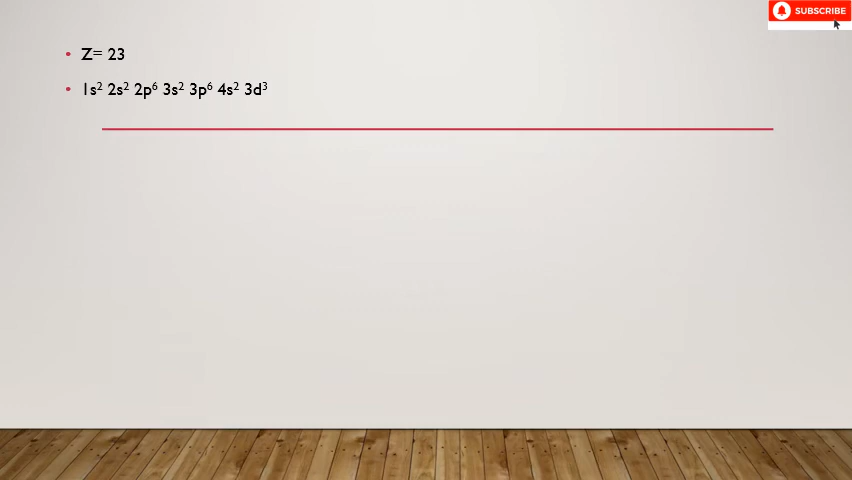 SUBSCRIBE
• Z= 23
• 1s² 2s² 2p⁶ 3s² 3p⁶ 4s² 3d³